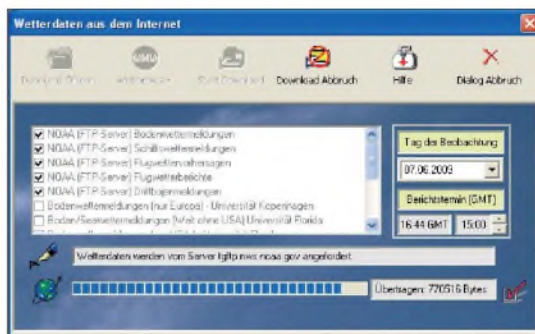 Wetterdaten aus dem Internet
Start Download
Download Abbruch
Hilfe
Dialog Abbruch
NOAA (FTP-Server) Bodenwettermeldungen
NOAA (FTP-Server) Schiffswettermeldungen
NOAA (FTP-Server) Flugwettervorhersagen
NOAA (FTP-Server) Flugwetterberichte
NOAA (FTP-Server) Driftbojenmeldungen
Bodenwettermeldungen (nur Europa) - Universität Kopenhagen
Boden/Seewettermeldungen (Welt ohne USA) Universität Florida
Tag der Beobachtung
07.06.2009
Berichtstermin (GMT)
16:44 GMT
15:00
Wetterdaten werden vom Server tgftp.nws.noaa.gov angefordert
Übertragen: 770516 Bytes